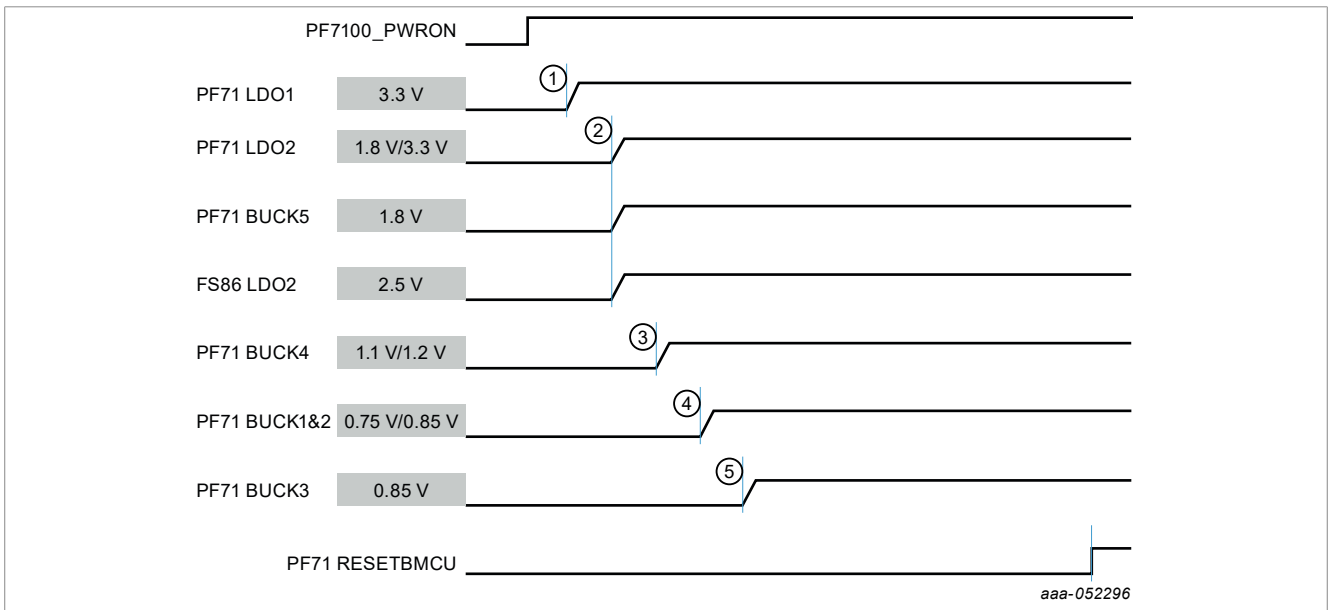 PF7100_PWRON
①
PF71 LDO1 3.3 V
②
PF71 LDO2 1.8 V/3.3 V
PF71 BUCK5 1.8 V
FS86 LDO2 2.5 V
③
PF71 BUCK4 1.1 V/1.2 V
④
PF71 BUCK1&2 0.75 V/0.85 V
⑤
PF71 BUCK3 0.85 V
PF71 RESETBMCU
aaa-052296